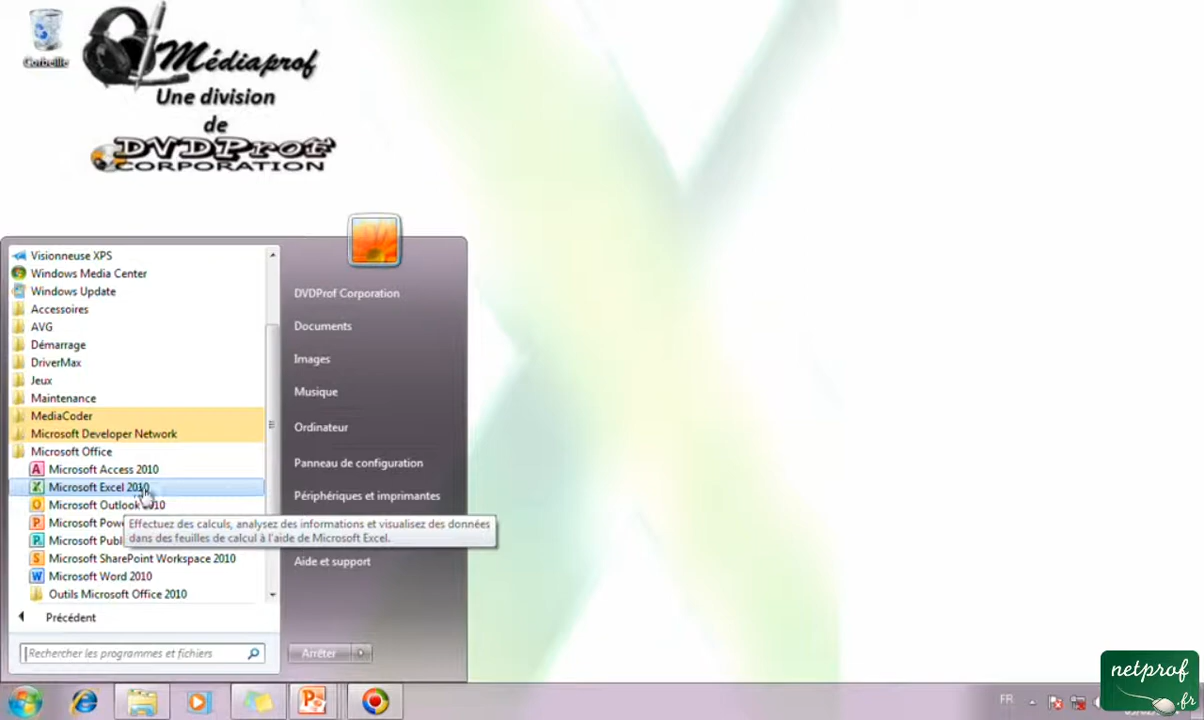 Corbeille
Médiaprof
Une division
de
DVDProf
CORPORATION
Visionneuse XPS
Windows Media Center
Windows Update
Accessoires
AVG
Démarrage
DriverMax
Jeux
Maintenance
MediaCoder
Microsoft Developer Network
Microsoft Office
Microsoft Access 2010
Microsoft Excel 2010
Microsoft Outlook 2010
Microsoft Pow
Microsoft Publi
Effectuez des calculs, analysez des informations et visualisez des données
dans des feuilles de calcul à l'aide de Microsoft Excel.
Microsoft SharePoint Workspace 2010
Microsoft Word 2010
Outils Microsoft Office 2010
Précédent
Rechercher les programmes et fichiers
DVDProf Corporation
Documents
Images
Musique
Ordinateur
Panneau de configuration
Périphériques et imprimantes
Aide et support
Arrêter
FR
netprof
.fr